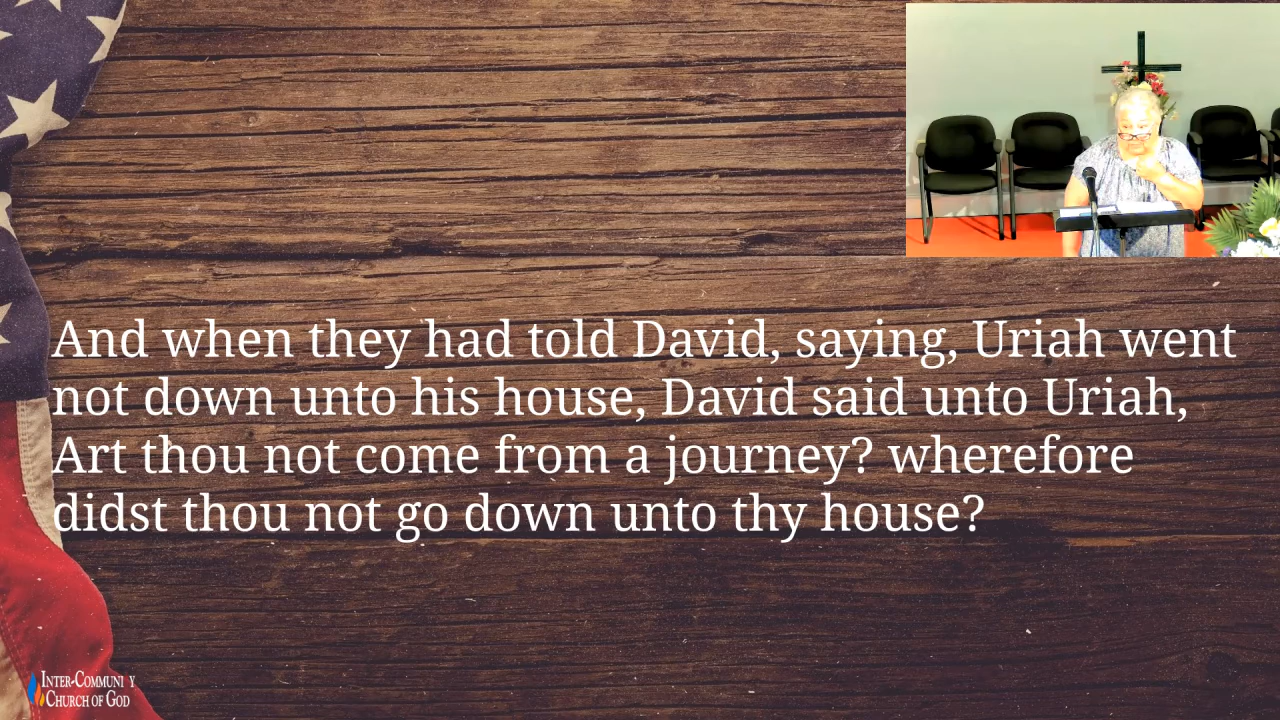 And when they had told David, saying, Uriah went
not down unto his house, David said unto Uriah,
Art thou not come from a journey? wherefore
didst thou not go down unto thy house?
INTER-COMMUNI Y
CHURCH OF GOD